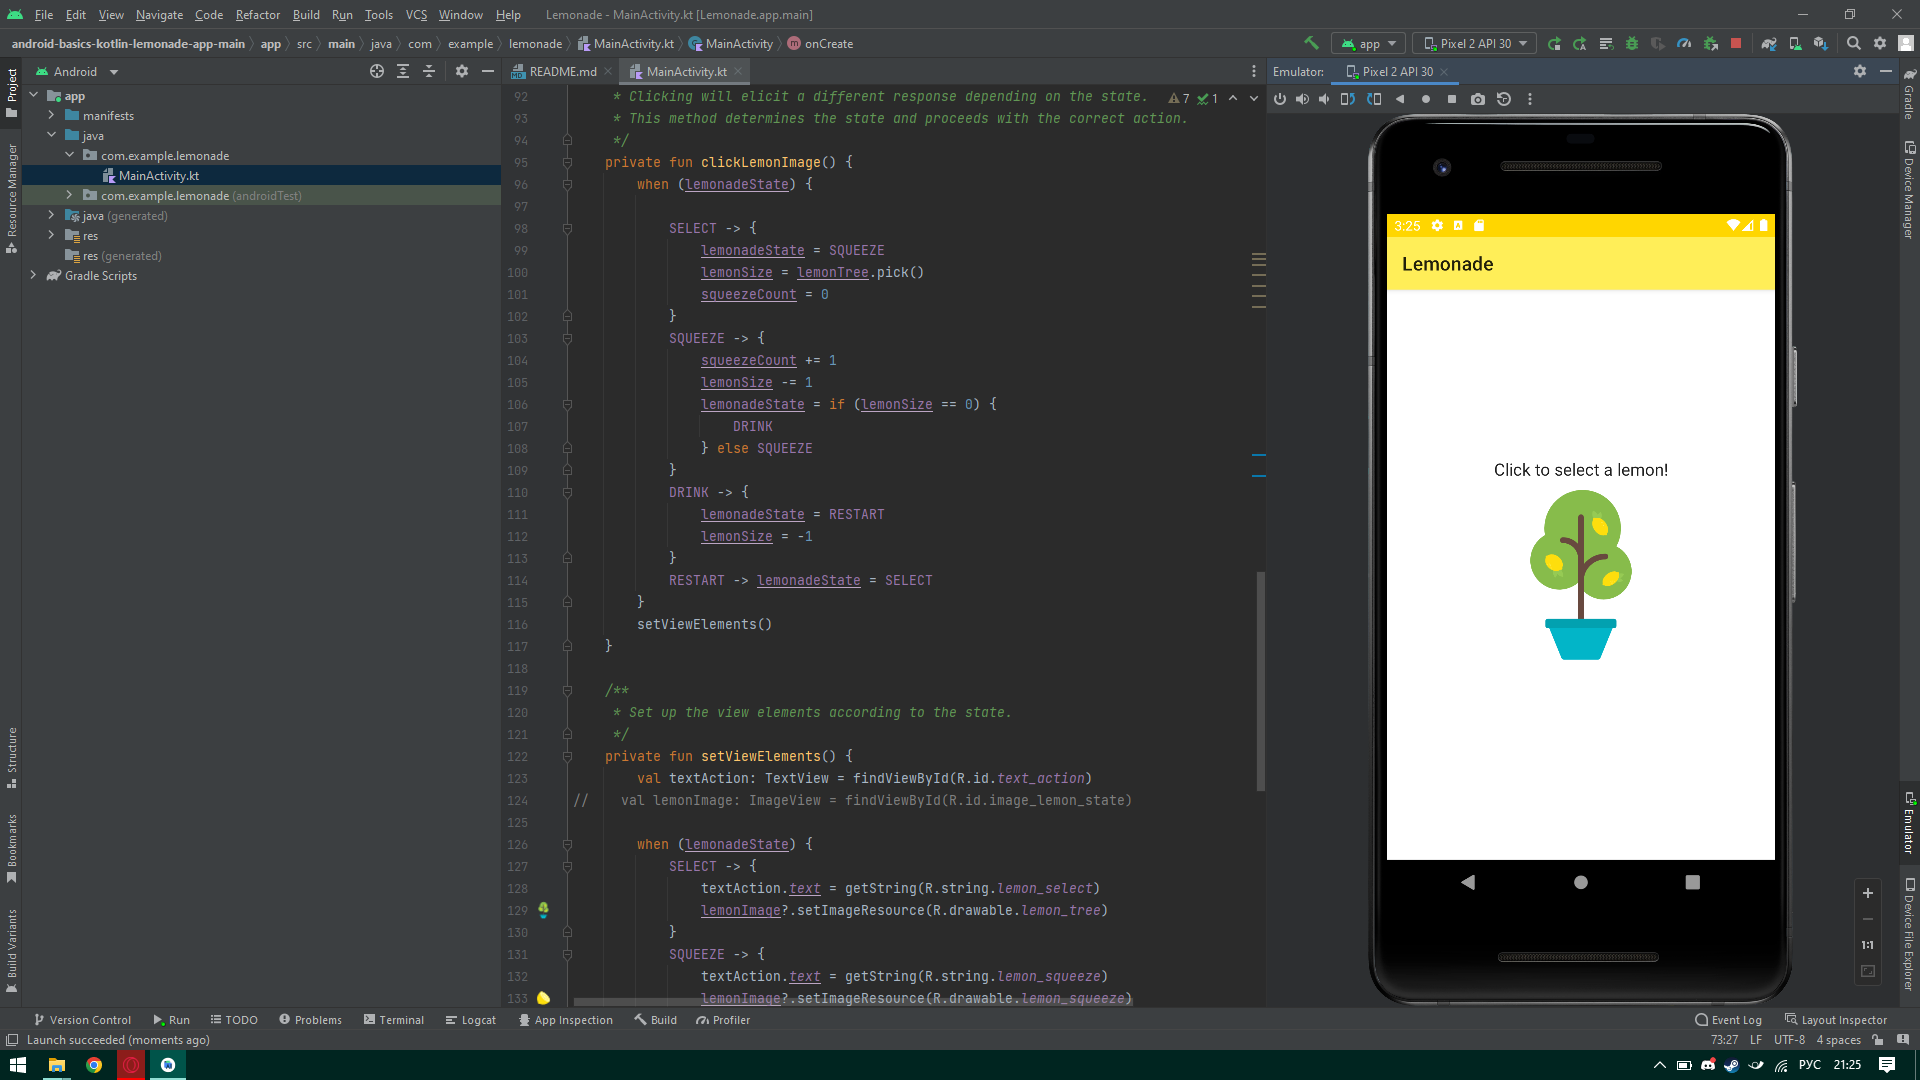 File Edit View Navigate Code Refactor Build Run Tools VCS Window Help Lemonade - MainActivity.kt [Lemonade.app.main]
android-basics-kotlin-lemonade-app-main app src main java com example lemonade MainActivity.kt MainActivity onCreate app Pixel 2 API 30
Android README.md MainActivity.kt Emulator: Pixel 2 API 30
app
manifests
java
com.example.lemonade
MainActivity.kt
com.example.lemonade (androidTest)
java (generated)
res
res (generated)
Gradle Scripts
Project
Resource Manager
Structure
Bookmarks
Build Variants
7 1
92 * Clicking will elicit a different response depending on the state.
93 * This method determines the state and proceeds with the correct action.
94 */
95 private fun clickLemonImage() {
96 when (lemonadeState) {
97
98 SELECT -> {
99 lemonadeState = SQUEEZE
100 lemonSize = lemonTree.pick()
101 squeezeCount = 0
102 }
103 SQUEEZE -> {
104 squeezeCount += 1
105 lemonSize -= 1
106 lemonadeState = if (lemonSize == 0) {
107 DRINK
108 } else SQUEEZE
109 }
110 DRINK -> {
111 lemonadeState = RESTART
112 lemonSize = -1
113 }
114 RESTART -> lemonadeState = SELECT
115 }
116 setViewElements()
117 }
118
119 /**
120 * Set up the view elements according to the state.
121 */
122 private fun setViewElements() {
123 val textAction: TextView = findViewById(R.id.text_action)
124 // val lemonImage: ImageView = findViewById(R.id.image_lemon_state)
125
126 when (lemonadeState) {
127 SELECT -> {
128 textAction.text = getString(R.string.lemon_select)
129 lemonImage?.setImageResource(R.drawable.lemon_tree)
130 }
131 SQUEEZE -> {
132 textAction.text = getString(R.string.lemon_squeeze)
133 lemonImage?.setImageResource(R.drawable.lemon_squeeze)
3:25
Lemonade
Click to select a lemon!
1:1
Gradle
Device Manager
Emulator
Device File Explorer
Version Control Run TODO Problems Terminal Logcat App Inspection Build Profiler Event Log Layout Inspector
Launch succeeded (moments ago) 73:27 LF UTF-8 4 spaces
РУС 21:25